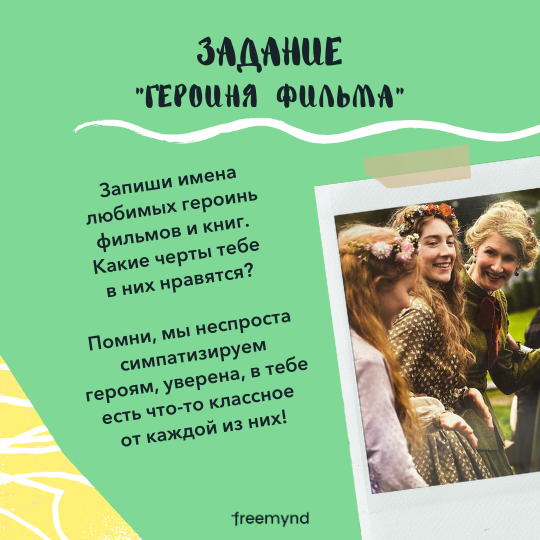 ЗАДАНИЕ
"ГЕРОИНЯ ФИЛЬМА"
Запиши имена
любимых героинь
фильмов и книг.
Какие черты тебе
в них нравятся?
Помни, мы неспроста
симпатизируем
героям, уверена, в тебе
есть что-то классное
от каждой из них!
freemynd